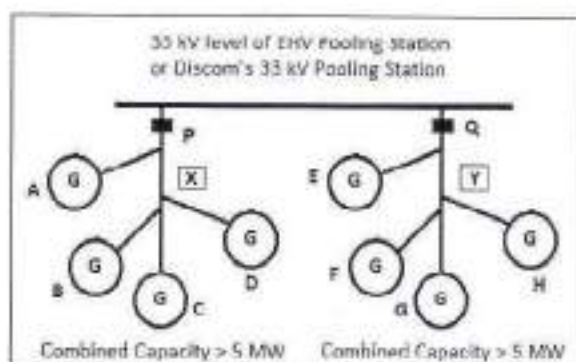 33 kV level of EHV Pooling Station
or Discom's 33 kV Pooling Station
P Q
A G X E G Y
B G G D F G G H
G C G G
Combined Capacity > 5 MW Combined Capacity > 5 MW